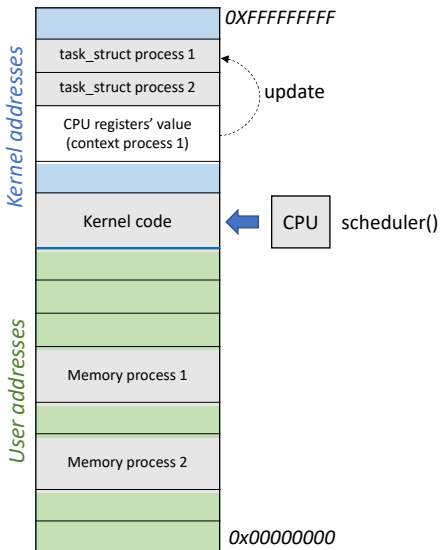 0XFFFFFFFFF
task_struct process 1
task_struct process 2
update
CPU registers' value
(context process 1)
Kernel addresses
Kernel code
CPU
scheduler()
User addresses
Memory process 1
Memory process 2
0x00000000